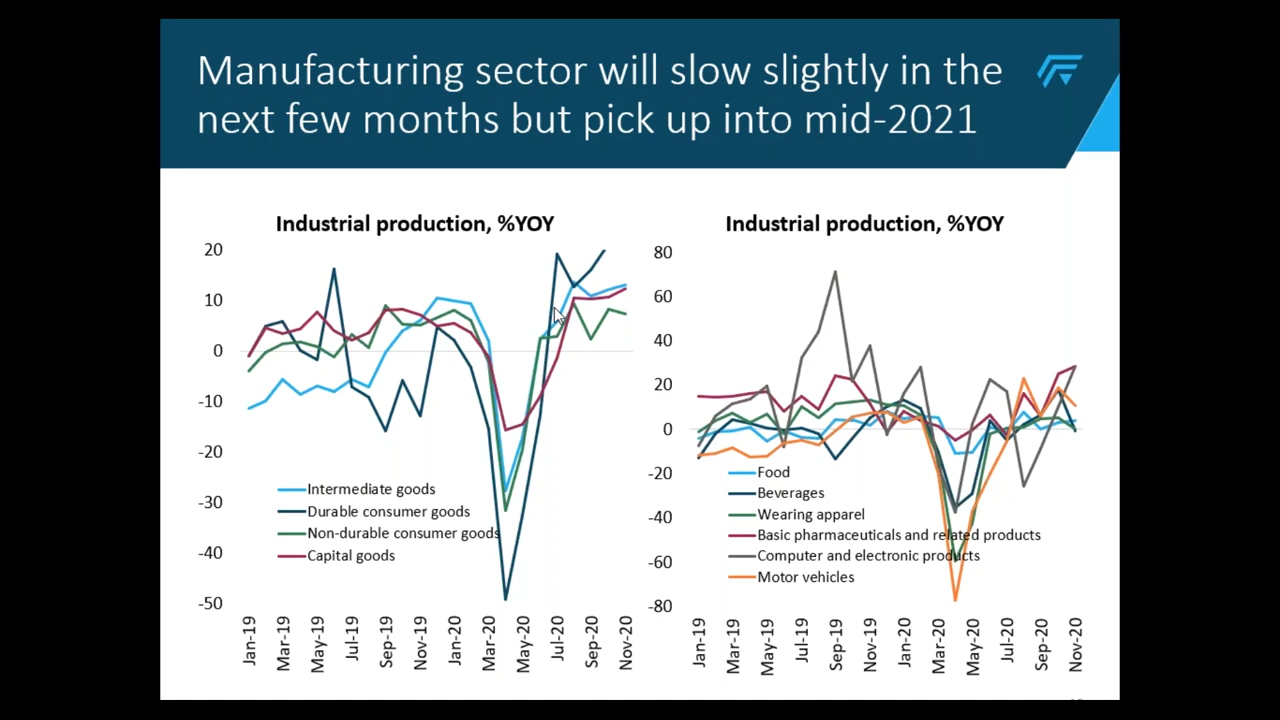 Manufacturing sector will slow slightly in the
next few months but pick up into mid-2021
Industrial production, %YOY
20
10
0
-10
-20
-30
-40
-50
Intermediate goods
Durable consumer goods
Non-durable consumer goods
Capital goods
Jan-19
Mar-19
May-19
Jul-19
Sep-19
Nov-19
Jan-20
Mar-20
May-20
Jul-20
Sep-20
Nov-20
Industrial production, %YOY
80
60
40
20
0
-20
-40
-60
-80
Food
Beverages
Wearing apparel
Basic pharmaceuticals and related products
Computer and electronic products
Motor vehicles
Jan-19
Mar-19
May-19
Jul-19
Sep-19
Nov-19
Jan-20
Mar-20
May-20
Jul-20
Sep-20
Nov-20